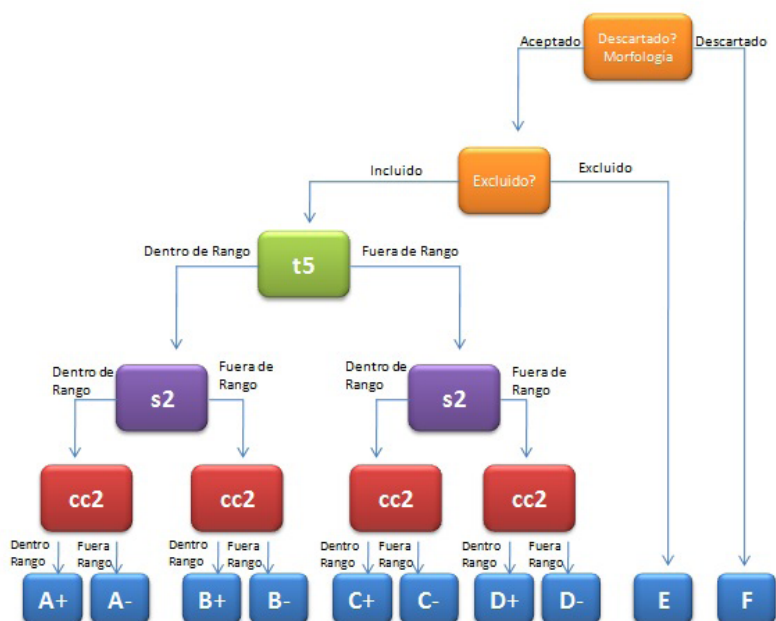 Aceptado
Descartado?
Morfología
Descartado
Incluido
Excluido?
Excluido
Dentro de Rango
t5
Fuera de Rango
Dentro de
Rango
s2
Fuera de
Rango
Dentro de
Rango
s2
Fuera de
Rango
cc2
cc2
cc2
cc2
Dentro
Rango
Fuera
Rango
Dentro
Rango
Fuera
Rango
Dentro
Rango
Fuera
Rango
Dentro
Rango
Fuera
Rango
A+
A-
B+
B-
C+
C-
D+
D-
E
F